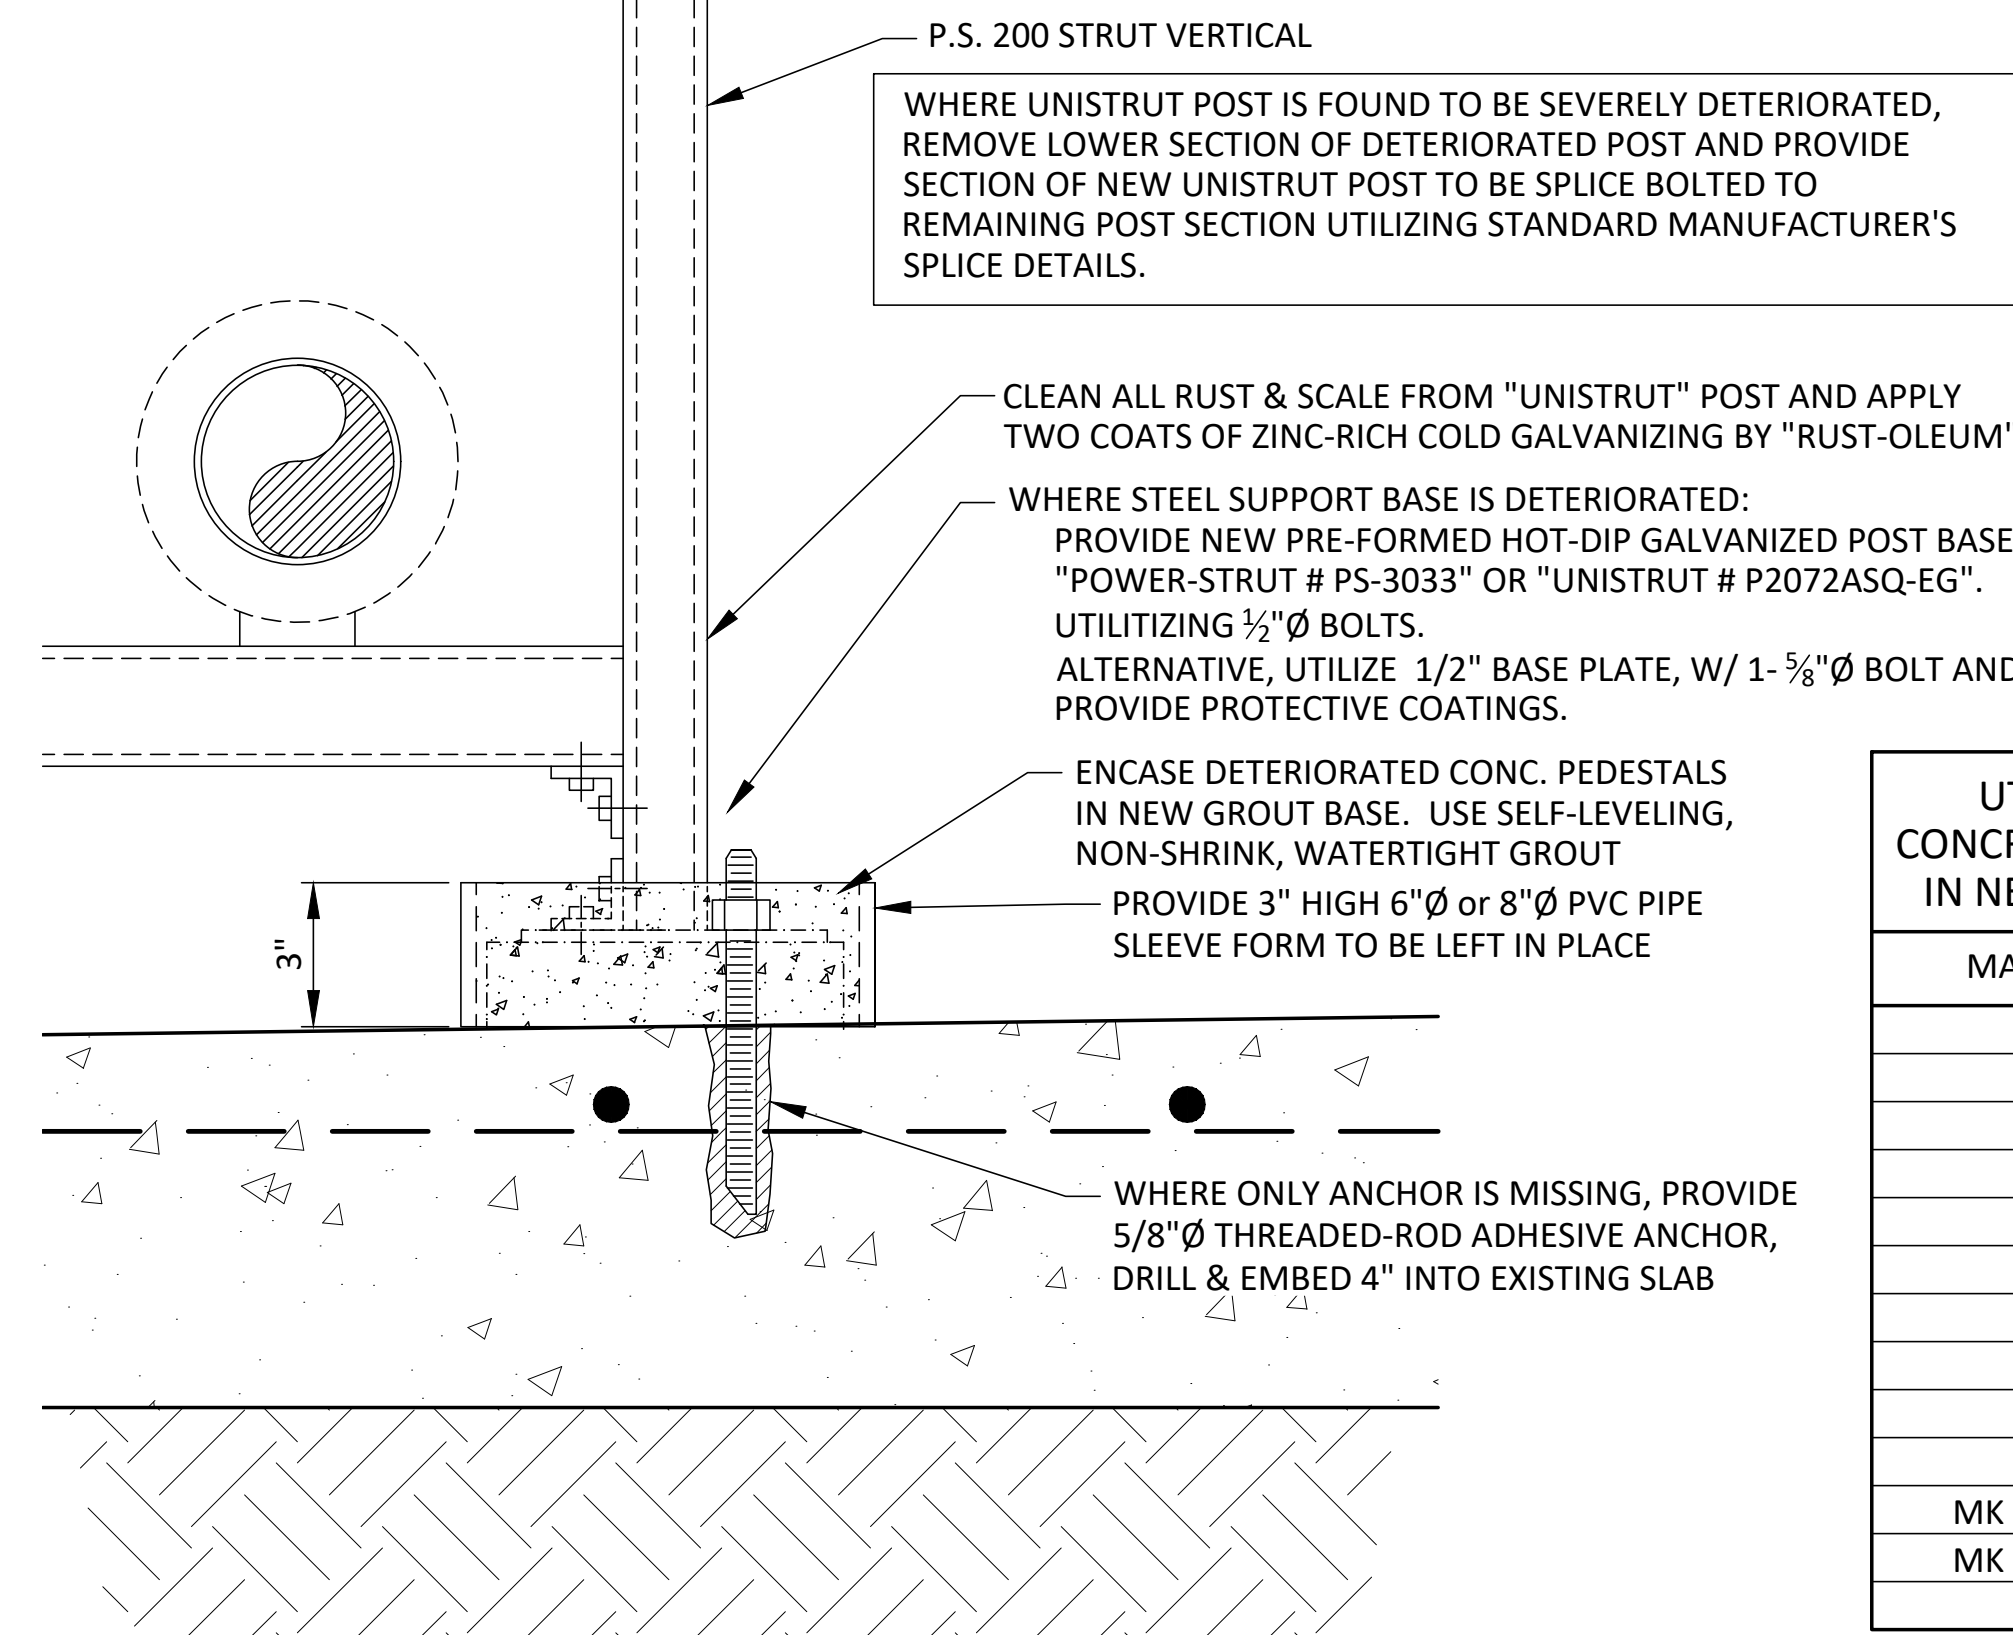 P.S. 200 STRUT VERTICAL
WHERE UNISTRUT POST IS FOUND TO BE SEVERELY DETERIORATED,
REMOVE LOWER SECTION OF DETERIORATED POST AND PROVIDE
SECTION OF NEW UNISTRUT POST TO BE SPLICE BOLTED TO
REMAINING POST SECTION UTILIZING STANDARD MANUFACTURER'S
SPLICE DETAILS.
CLEAN ALL RUST & SCALE FROM "UNISTRUT" POST AND APPLY
TWO COATS OF ZINC-RICH COLD GALVANIZING BY "RUST-OLEUM"
WHERE STEEL SUPPORT BASE IS DETERIORATED:
PROVIDE NEW PRE-FORMED HOT-DIP GALVANIZED POST BASE
"POWER-STRUT # PS-3033" OR "UNISTRUT # P2072ASQ-EG".
UTILITIZING ½"Ø BOLTS.
ALTERNATIVE, UTILIZE 1/2" BASE PLATE, W/ 1- ⅝"Ø BOLT AND
PROVIDE PROTECTIVE COATINGS.
ENCASE DETERIORATED CONC. PEDESTALS
IN NEW GROUT BASE. USE SELF-LEVELING,
NON-SHRINK, WATERTIGHT GROUT
PROVIDE 3" HIGH 6"Ø or 8"Ø PVC PIPE
SLEEVE FORM TO BE LEFT IN PLACE
3"
WHERE ONLY ANCHOR IS MISSING, PROVIDE
5/8"Ø THREADED-ROD ADHESIVE ANCHOR,
DRILL & EMBED 4" INTO EXISTING SLAB
IN
MK
MK